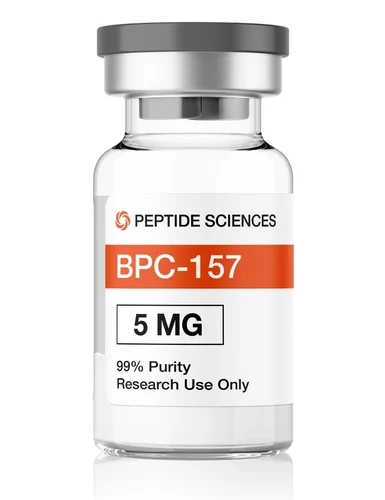 PEPTIDE SCIENCES
BPC-157
5 MG
99% Purity
Research Use Only